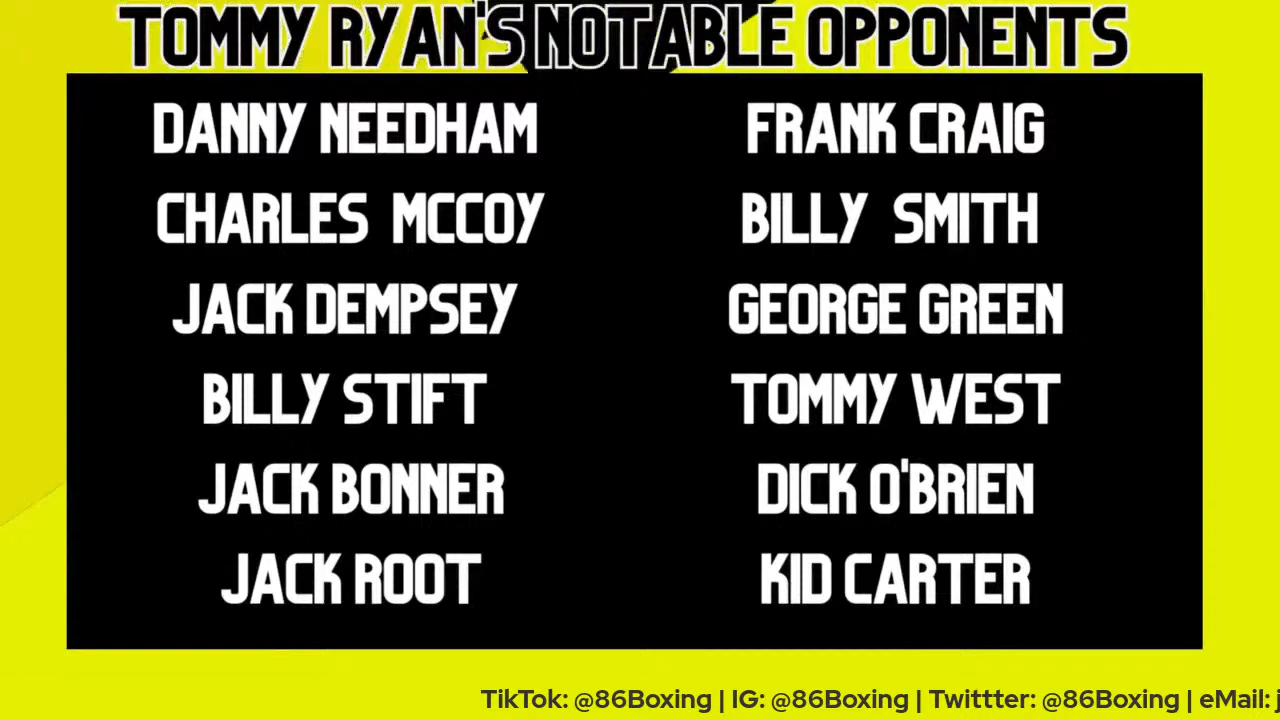 TOMMY RYAN'S NOTABLE OPPONENTS
DANNY NEEDHAM
CHARLES MCCOY
JACK DEMPSEY
BILLY STIFT
JACK BONNER
JACK ROOT
FRANK CRAIG
BILLY SMITH
GEORGE GREEN
TOMMY WEST
DICK O'BRIEN
KID CARTER
TikTok: @86Boxing | IG: @86Boxing | Twittter: @86Boxing | eMail: j